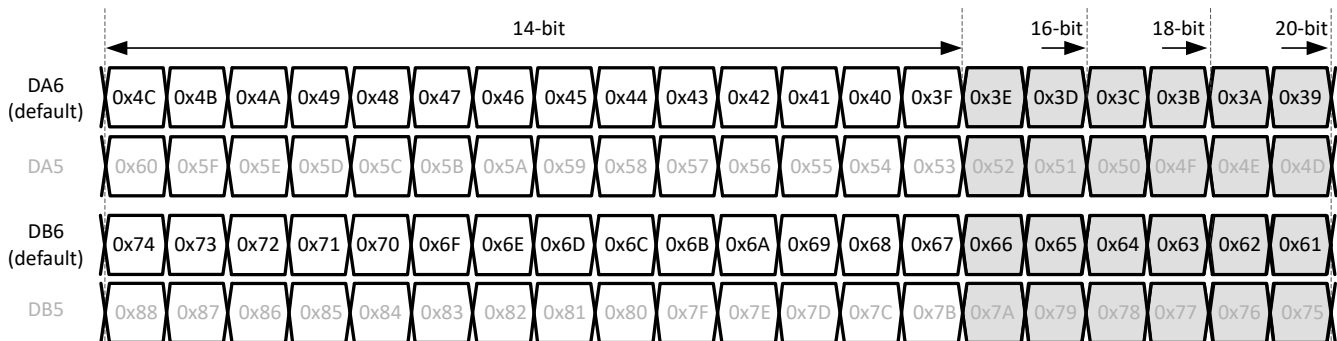 14-bit 16-bit 18-bit 20-bit
DA6
(default)
0x4C 0x4B 0x4A 0x49 0x48 0x47 0x46 0x45 0x44 0x43 0x42 0x41 0x40 0x3F 0x3E 0x3D 0x3C 0x3B 0x3A 0x39
DA5 0x60 0x5F 0x5E 0x5D 0x5C 0x5B 0x5A 0x59 0x58 0x57 0x56 0x55 0x54 0x53 0x52 0x51 0x50 0x4F 0x4E 0x4D
DB6
(default)
0x74 0x73 0x72 0x71 0x70 0x6F 0x6E 0x6D 0x6C 0x6B 0x6A 0x69 0x68 0x67 0x66 0x65 0x64 0x63 0x62 0x61
DB5 0x88 0x87 0x86 0x85 0x84 0x83 0x82 0x81 0x80 0x7F 0x7E 0x7D 0x7C 0x7B 0x7A 0x79 0x78 0x77 0x76 0x75